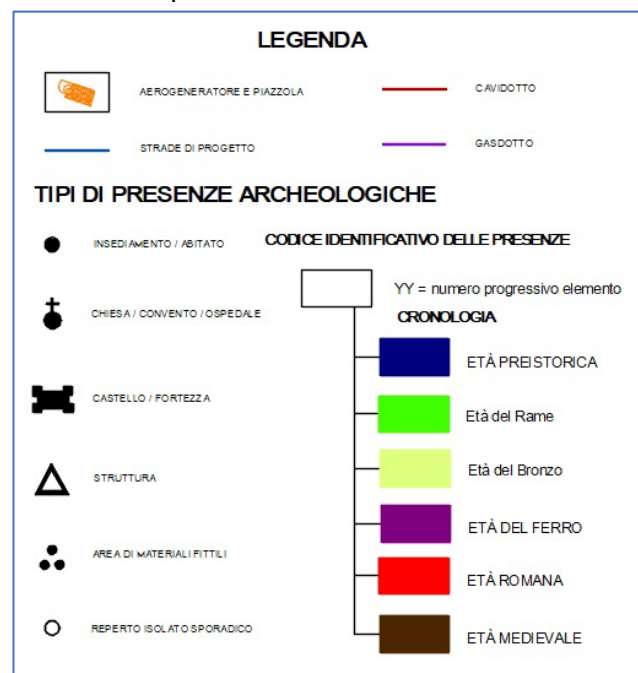 LEGENDA
AEROGENERATORE E PIAZZOLA
CAVIDOTTO
STRADE DI PROGETTO
GASDOTTO
TIPI DI PRESENZE ARCHEOLOGICHE
INSEDIAMENTO / ABITATO
CODICE IDENTIFICATIVO DELLE PRESENZE
YY = numero progressivo elemento
CHIESA / CONVENTO / OSPEDALE
CRONOLOGIA
ETÀ PREISTORICA
CASTELLO / FORTEZZA
Età del Rame
STRUTTURA
Età del Bronzo
ETÀ DEL FERRO
AREA DI MATERIALI FITTILI
ETÀ ROMANA
REPERTO ISOLATO SPORADICO
ETÀ MEDIEVALE